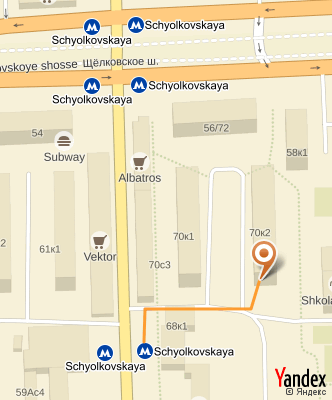 Schyolkovskaya
Schyolkovskaya
ovskoye shosse Щёлковское ш.
Schyolkovskaya
Schyolkovskaya
54
56/72
Subway
58к1
Albatros
70к1
70к2
61к1
Vektor
70с3
2
Shkola
68к1
Schyolkovskaya
Schyolkovskaya
59Ас4
Yandex
© Яндекс